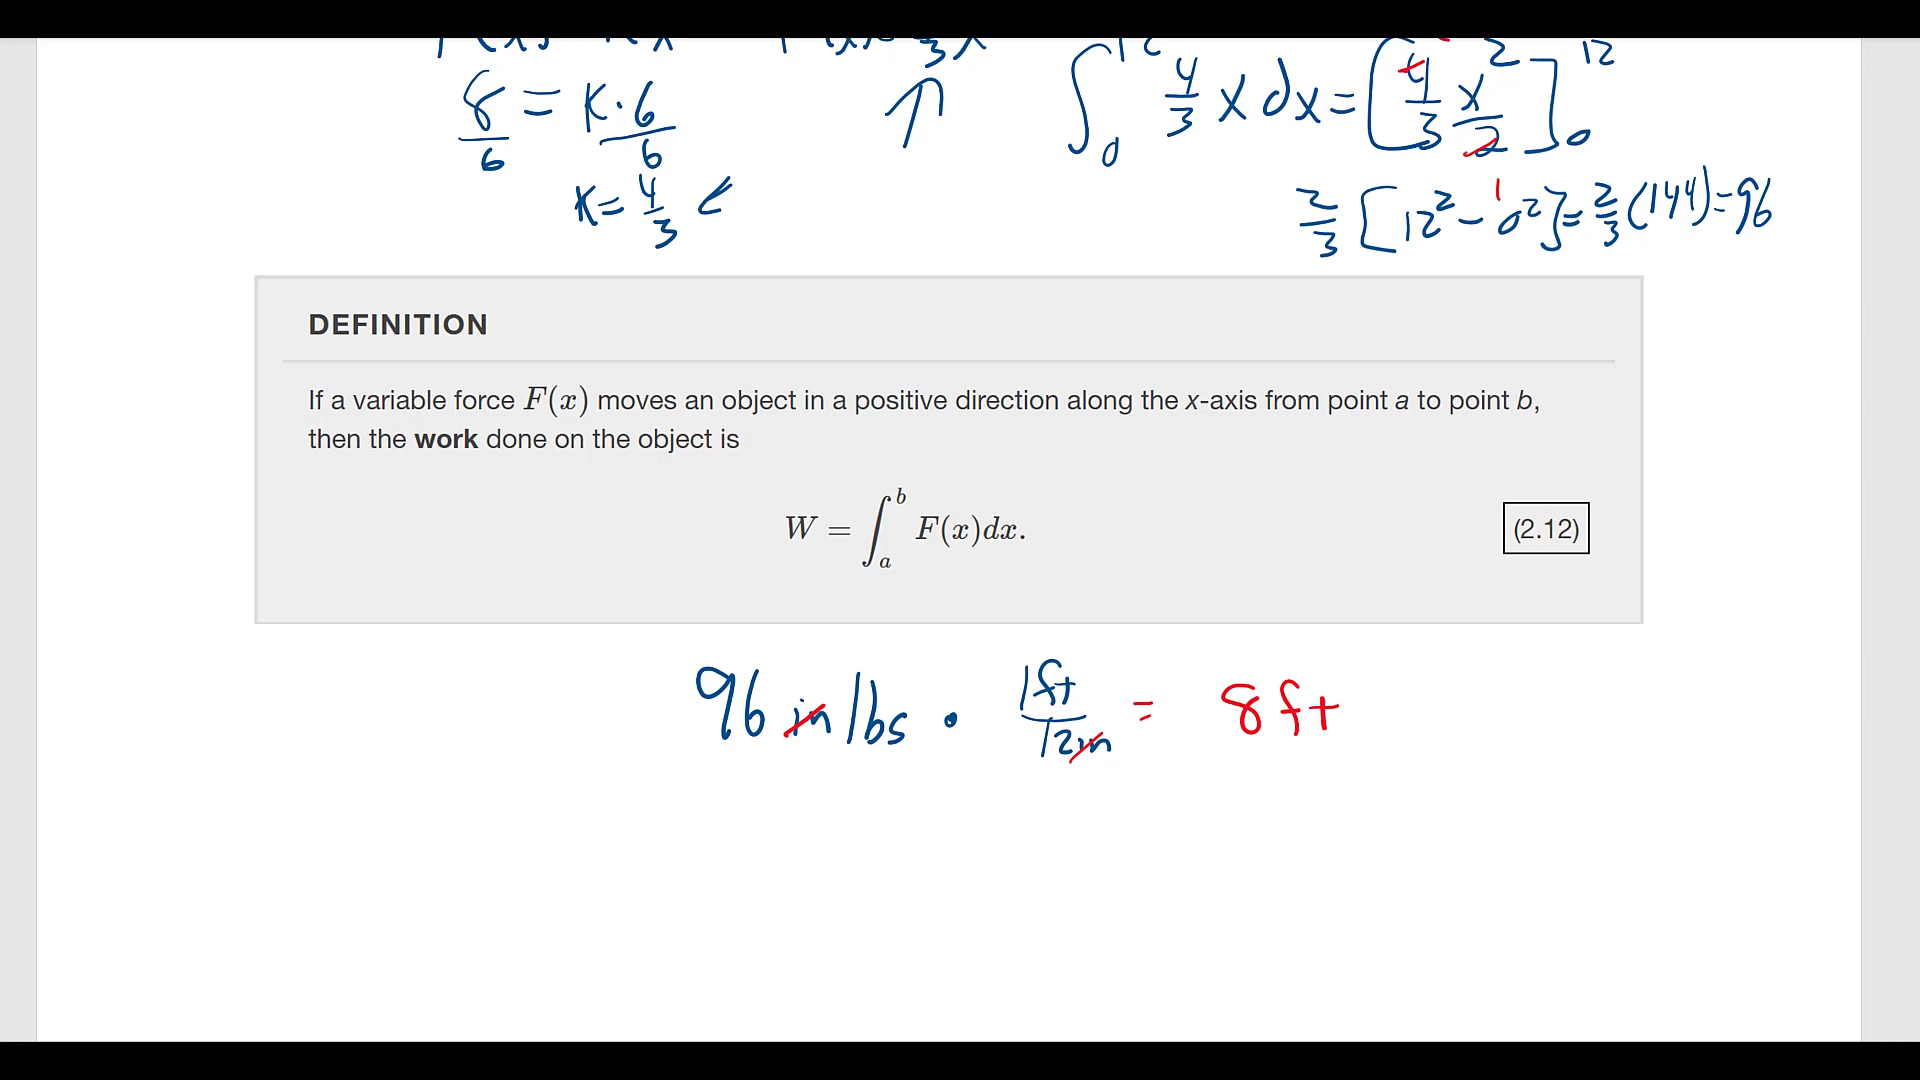 8/6 = K·6/6
K = 4/3
∫₀¹² 4/3 x dx = [4/3 x²/2]₀¹²
2/3 [12² - 0²] = 2/3 (144) = 96
DEFINITION
If a variable force F(x) moves an object in a positive direction along the x-axis from point a to point b,
then the work done on the object is
W = ∫ₐᵇ F(x)dx.
(2.12)
96 in lbs · 1ft/12in = 8 ft